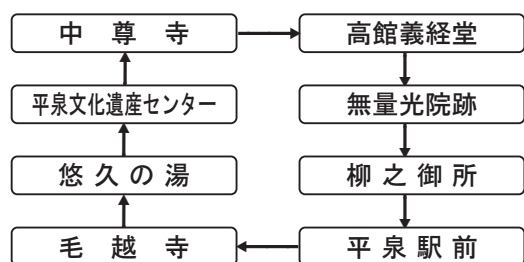 中尊寺
高館義経堂
平泉文化遺産センター
無量光院跡
悠久の湯
柳之御所
毛越寺
平泉駅前